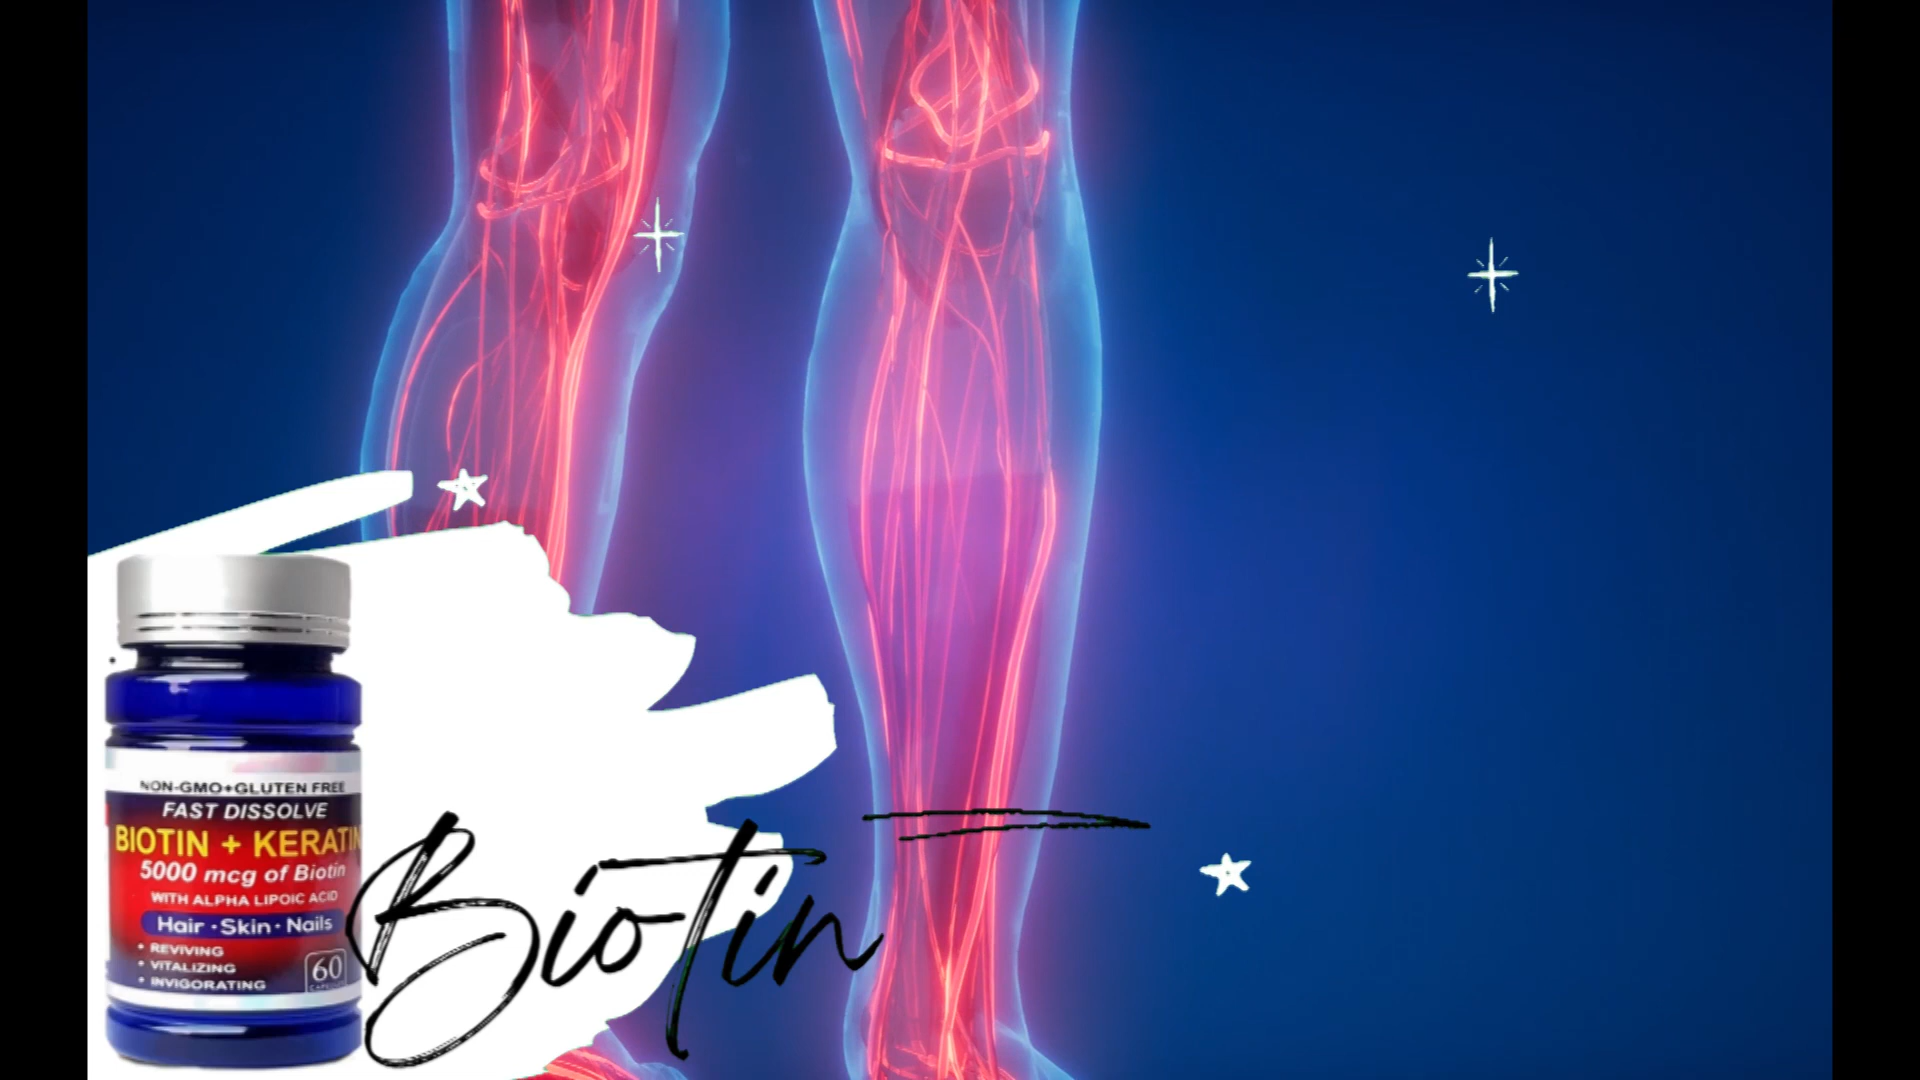 NON-GMO+GLUTEN FREE
FAST DISSOLVE
BIOTIN + KERATIN
5000 mcg of Biotin
WITH ALPHA LIPOIC ACID
Hair · Skin · Nails
• REVIVING
• VITALIZING
• INVIGORATING
60
CAPSULES
Biotin